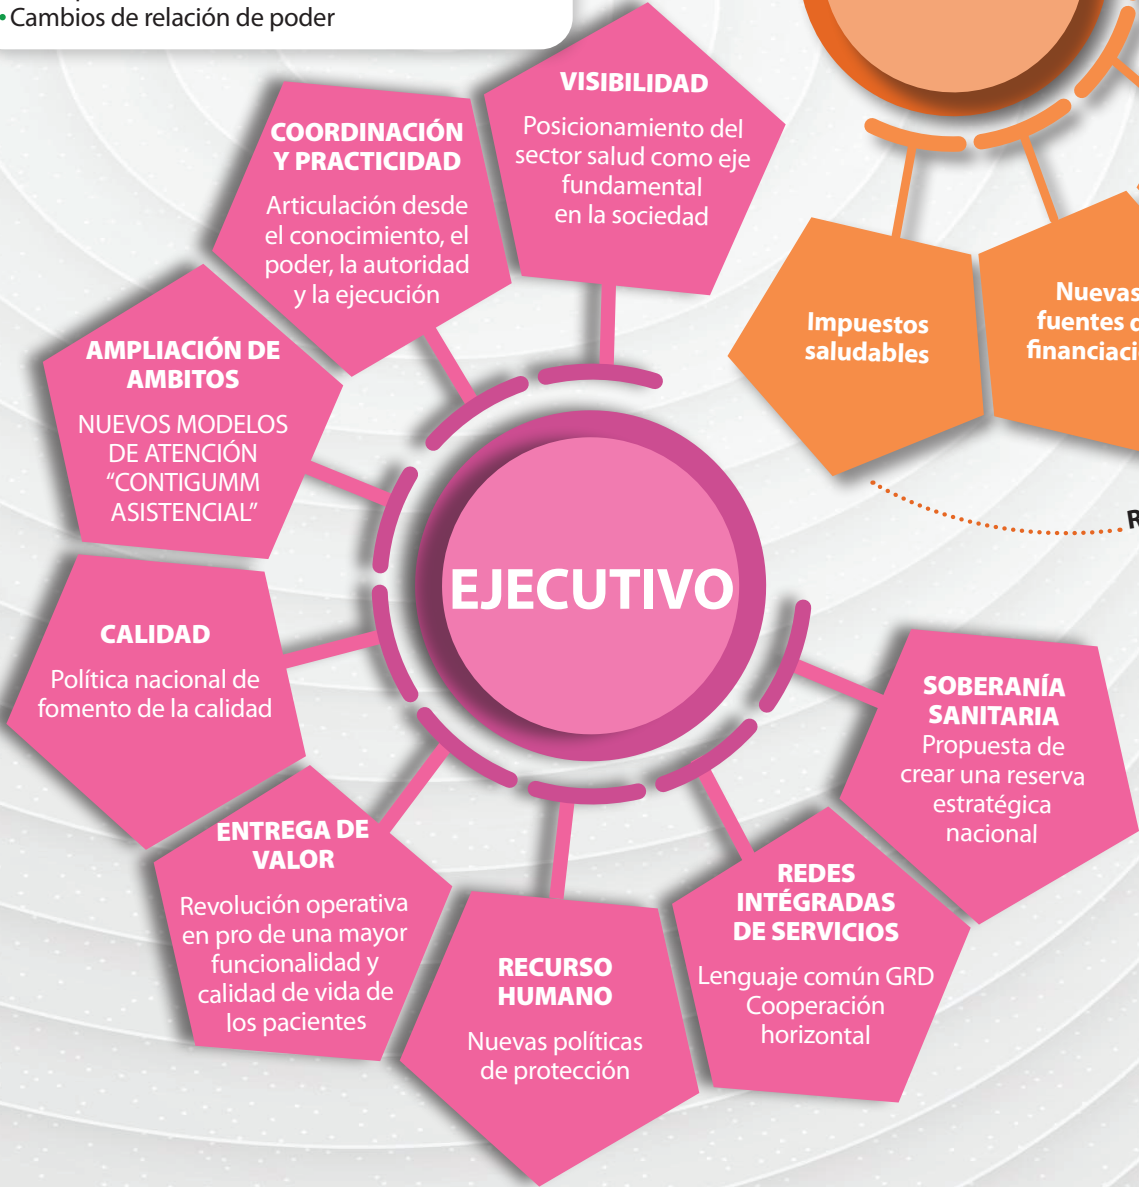 •Cambios de relación de poder
VISIBILIDAD
Posicionamiento del
sector salud como eje
fundamental
en la sociedad
COORDINACIÓN
Y PRACTICIDAD
Articulación desde
el conocimiento, el
poder, la autoridad
y la ejecución
AMPLIACIÓN DE
AMBITOS
NUEVOS MODELOS
DE ATENCIÓN
“CONTIGUMM
ASISTENCIAL”
CALIDAD
Política nacional de
fomento de la calidad
ENTREGA DE
VALOR
Revolución operativa
en pro de una mayor
funcionalidad y
calidad de vida de
los pacientes
RECURSO
HUMANO
Nuevas políticas
de protección
REDES
INTÉGRADAS
DE SERVICIOS
Lenguaje común GRD
Cooperación
horizontal
SOBERANÍA
SANITARIA
Propuesta de
crear una reserva
estratégica
nacional
EJECUTIVO
Impuestos
saludables
Nuevas
fuentes